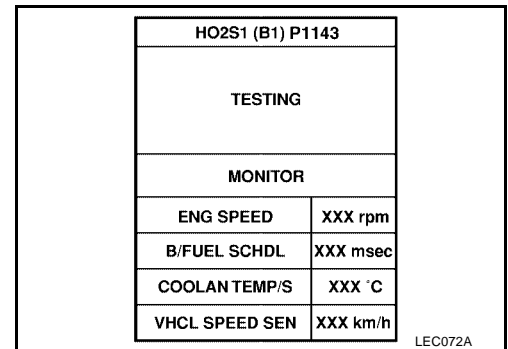 HO2S1 (B1) P1143
TESTING
MONITOR
ENG SPEED XXX rpm
B/FUEL SCHDL XXX msec
COOLAN TEMP/S XXX °C
VHCL SPEED SEN XXX km/h
LEC072A